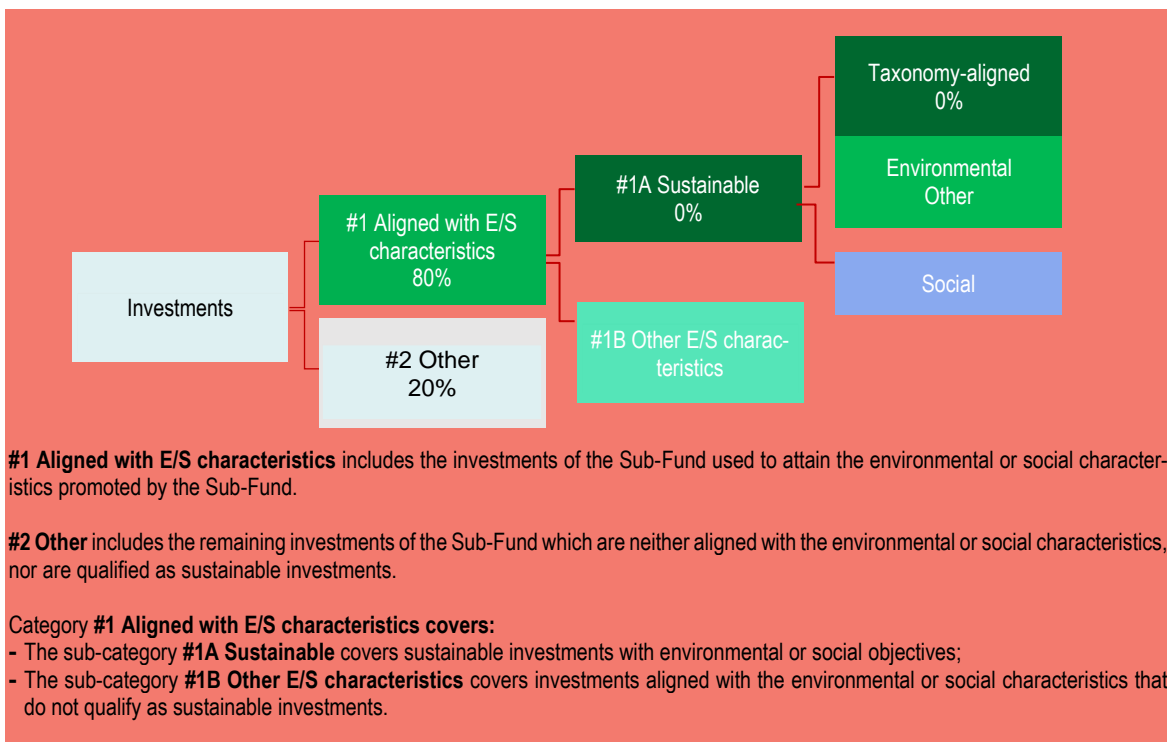 Taxonomy-aligned
0%
Environmental
Other
#1A Sustainable
0%
#1 Aligned with E/S
characteristics
80%
Social
Investments
#1B Other E/S charac-
teristics
#2 Other
20%
#1 Aligned with E/S characteristics includes the investments of the Sub-Fund used to attain the environmental or social character-
istics promoted by the Sub-Fund.
#2 Other includes the remaining investments of the Sub-Fund which are neither aligned with the environmental or social characteristics,
nor are qualified as sustainable investments.
Category #1 Aligned with E/S characteristics covers:
- The sub-category #1A Sustainable covers sustainable investments with environmental or social objectives;
- The sub-category #1B Other E/S characteristics covers investments aligned with the environmental or social characteristics that
do not qualify as sustainable investments.